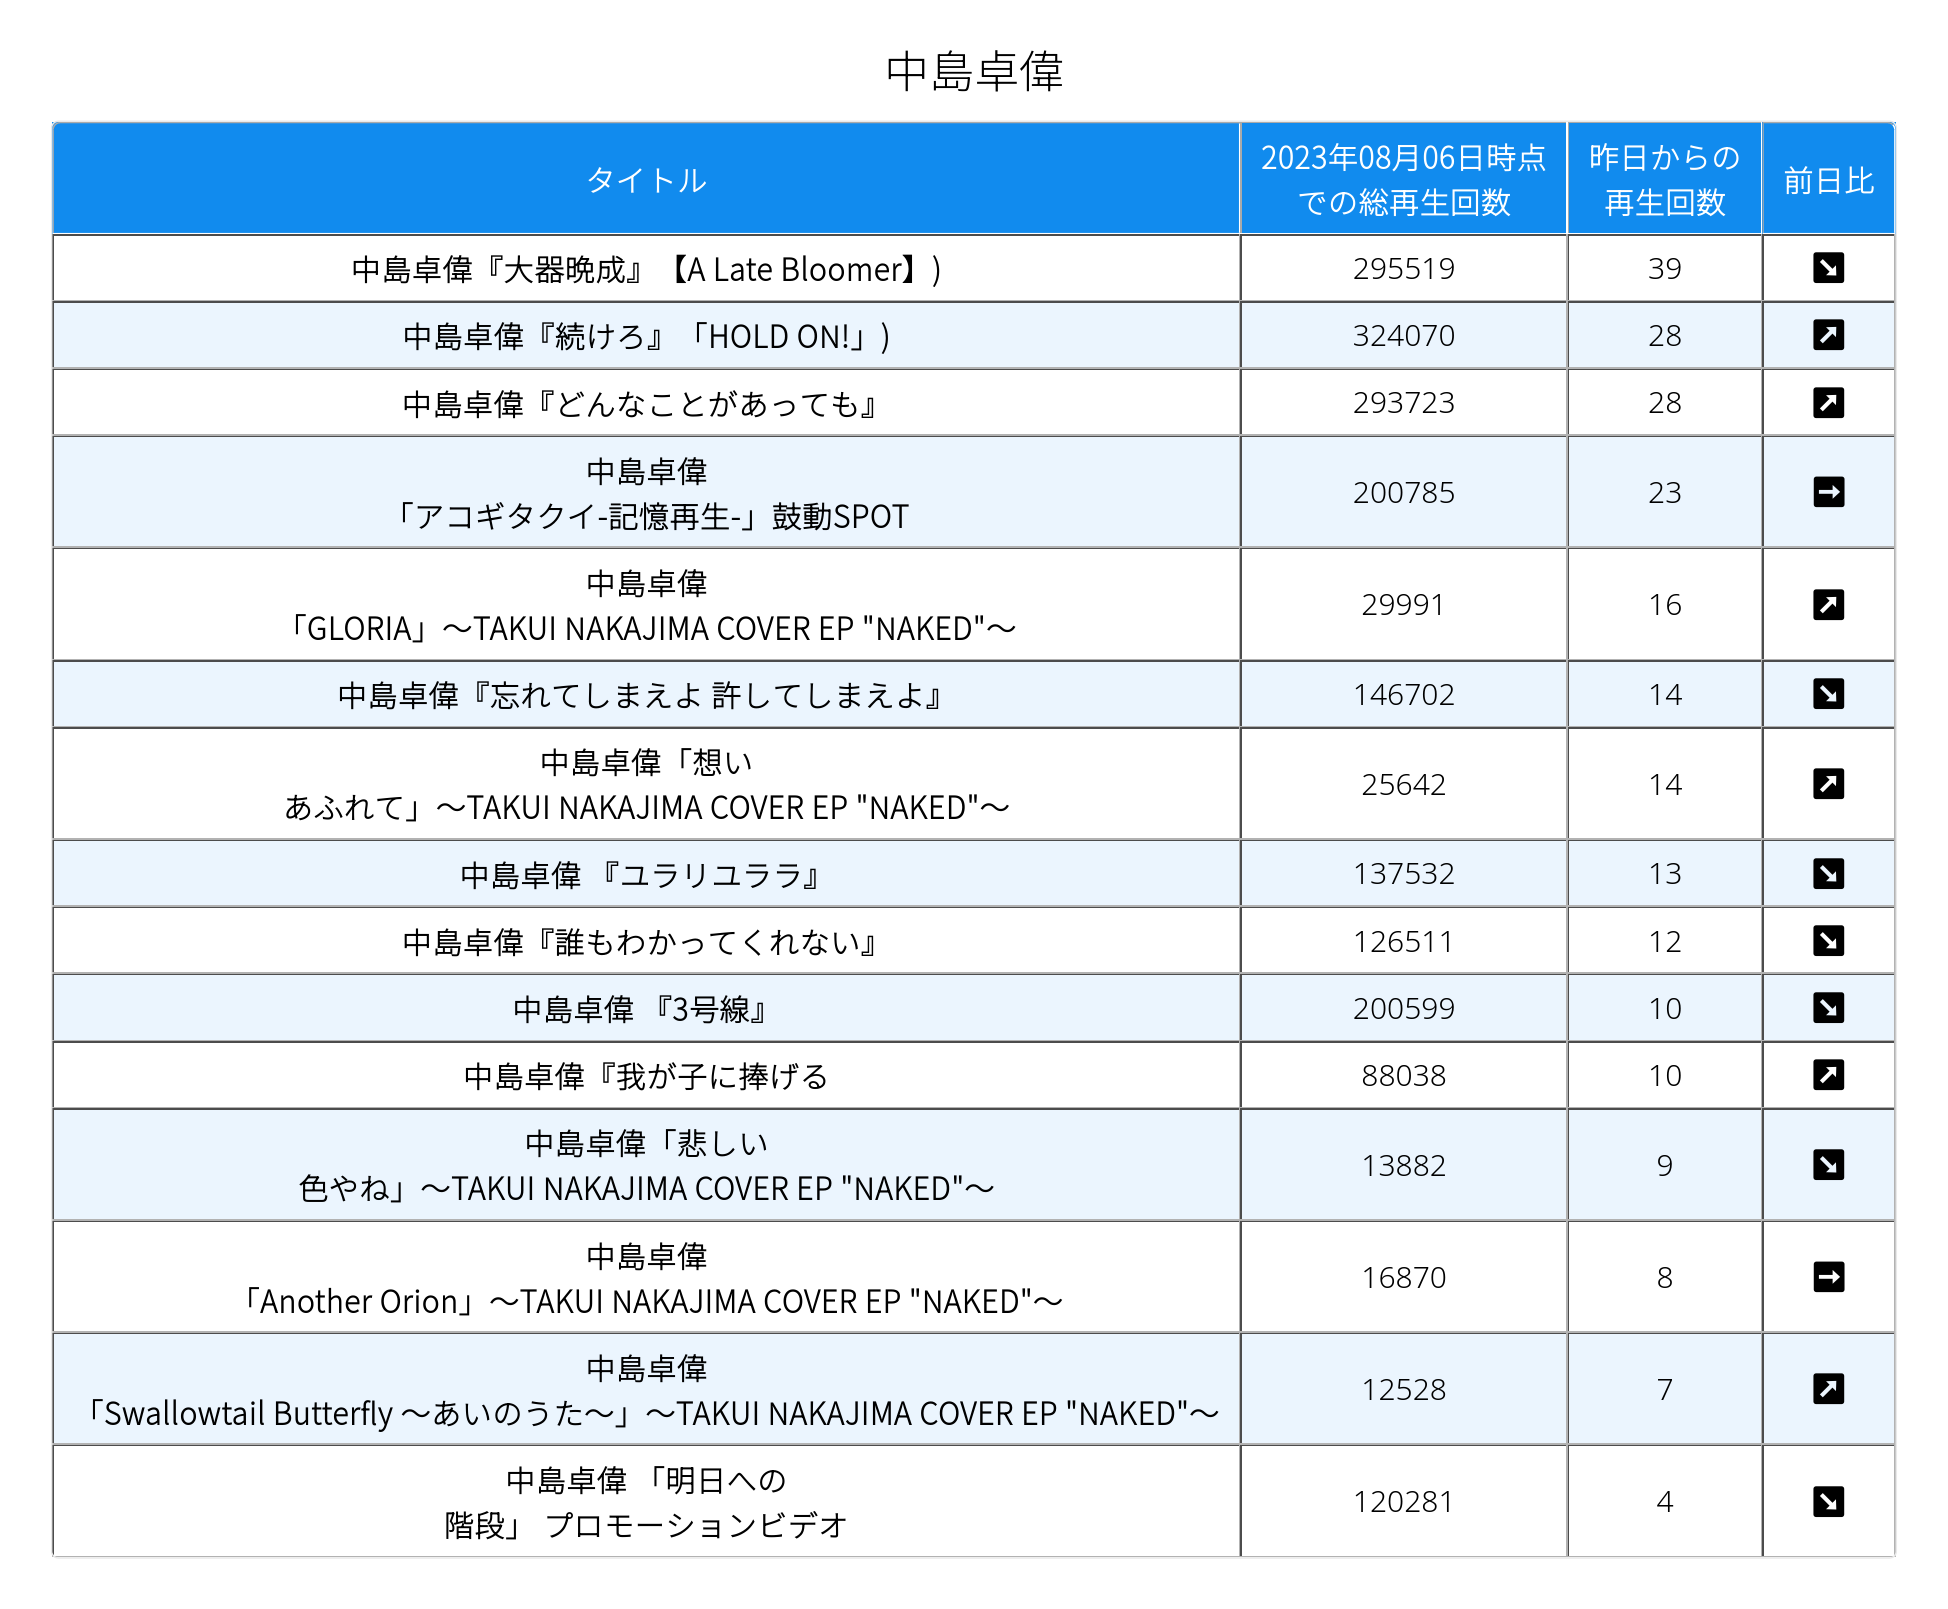 中島卓偉
タイトル
2023年08月06日時点
での総再生回数
昨日からの
再生回数
前日比
中島卓偉『大器晩成』【A Late Bloomer】)
295519
39
中島卓偉『続けろ』「HOLD ON!」)
324070
28
中島卓偉『どんなことがあっても』
293723
28
中島卓偉
「アコギタクイ-記憶再生-」鼓動SPOT
200785
23
中島卓偉
「GLORIA」～TAKUI NAKAJIMA COVER EP "NAKED"～
29991
16
中島卓偉『忘れてしまえよ 許してしまえよ』
146702
14
中島卓偉「想い
あふれて」～TAKUI NAKAJIMA COVER EP "NAKED"～
25642
14
中島卓偉 『ユラリユララ』
137532
13
中島卓偉『誰もわかってくれない』
126511
12
中島卓偉 『3号線』
200599
10
中島卓偉『我が子に捧げる
88038
10
中島卓偉「悲しい
色やね」～TAKUI NAKAJIMA COVER EP "NAKED"～
13882
9
中島卓偉
「Another Orion」～TAKUI NAKAJIMA COVER EP "NAKED"～
16870
8
中島卓偉
「Swallowtail Butterfly ～あいのうた～」～TAKUI NAKAJIMA COVER EP "NAKED"～
12528
7
中島卓偉 「明日への
階段」 プロモーションビデオ
120281
4